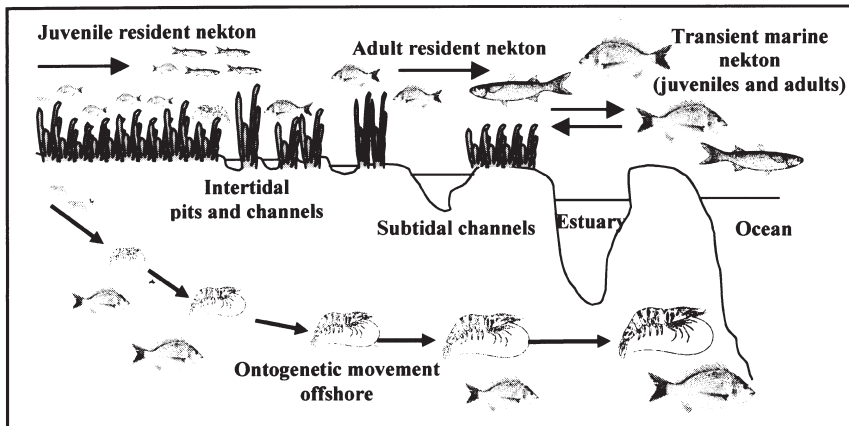 Juvenile resident nekton
Adult resident nekton
Transient marine
nekton
(juveniles and adults)
Intertidal
pits and channels
Subtidal channels
Estuary
Ocean
Ontogenetic movement
offshore